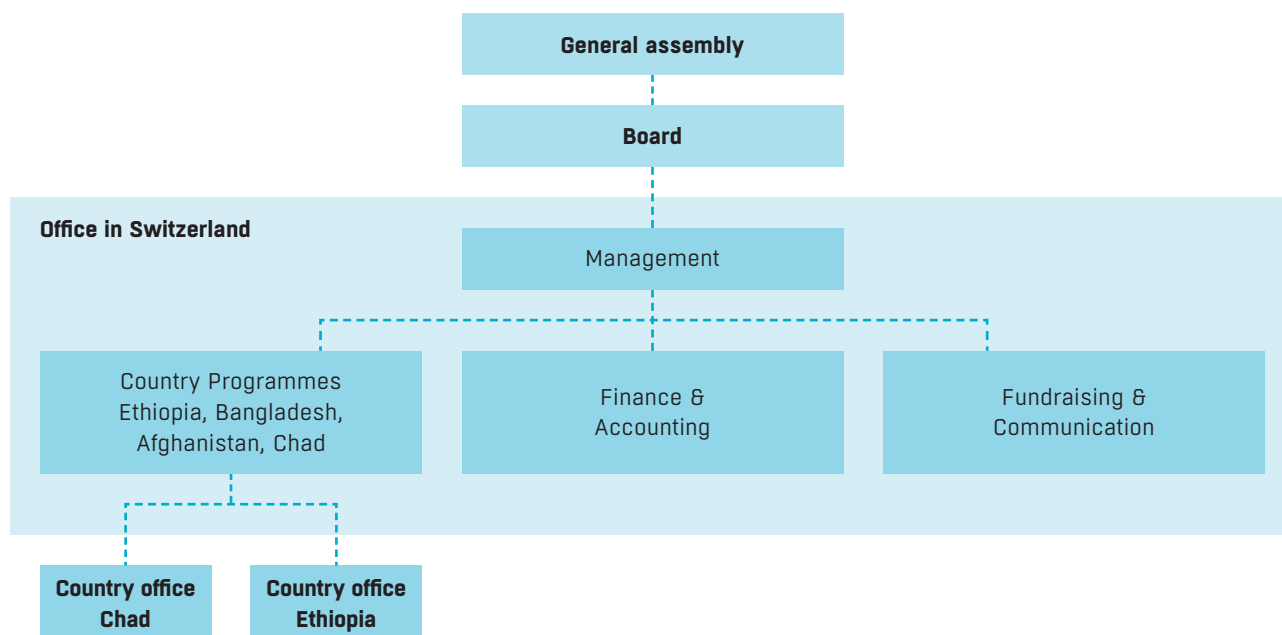 General assembly
Board
Office in Switzerland
Management
Country Programmes
Ethiopia, Bangladesh,
Afghanistan, Chad
Finance &
Accounting
Fundraising &
Communication
Country office
Chad
Country office
Ethiopia